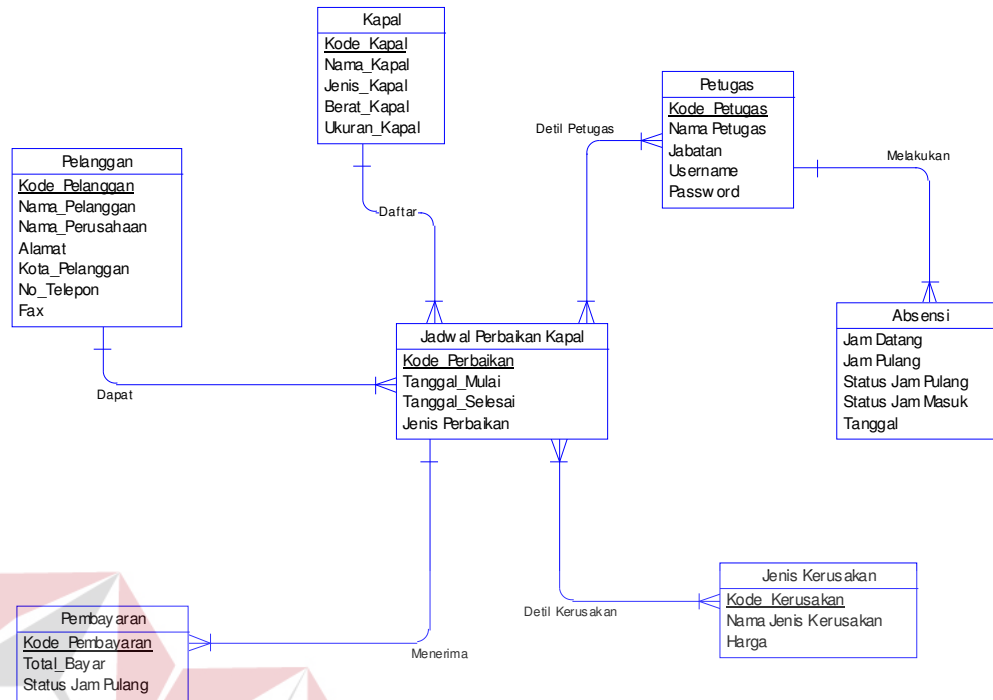 Kapal
Kode_Kapal
Nama_Kapal
Jenis_Kapal
Berat_Kapal
Ukuran_Kapal
Petugas
Kode_Petugas
Nama Petugas
Jabatan
Username
Password
Detil Petugas
Melakukan
Pelanggan
Kode_Pelanggan
Nama_Pelanggan
Nama_Perusahaan
Alamat
Kota_Pelanggan
No_Telepon
Fax
Daftar
Absensi
Jam Datang
Jam Pulang
Status Jam Pulang
Status Jam Masuk
Tanggal
Jadwal Perbaikan Kapal
Kode_Perbaikan
Tanggal_Mulai
Tanggal_Selesai
Jenis Perbaikan
Dapat
Jenis Kerusakan
Kode_Kerusakan
Nama Jenis Kerusakan
Harga
Detil Kerusakan
Pembayaran
Kode_Pembayaran
Total_Bayar
Status Jam Pulang
Menerima